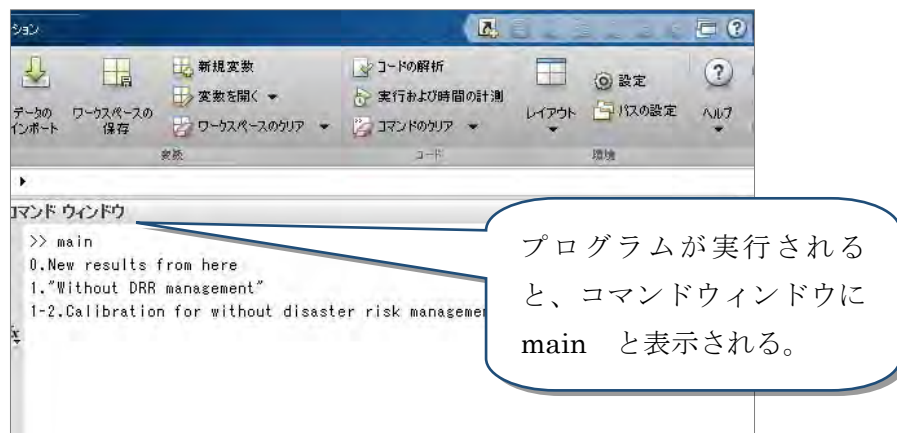 ション
データの
インポート
ワークスペースの
保存
新規変数
変数を開く
ワークスペースのクリア
変数
コードの解析
実行および時間の計測
コマンドのクリア
コード
レイアウト
設定
パスの設定
環境
ヘルプ
コマンド ウィンドウ
>> main
0.New results from here
1."Without DRR management"
1-2.Calibration for without disaster risk managemen
プログラムが実行される
と、コマンドウィンドウに
main　と表示される。